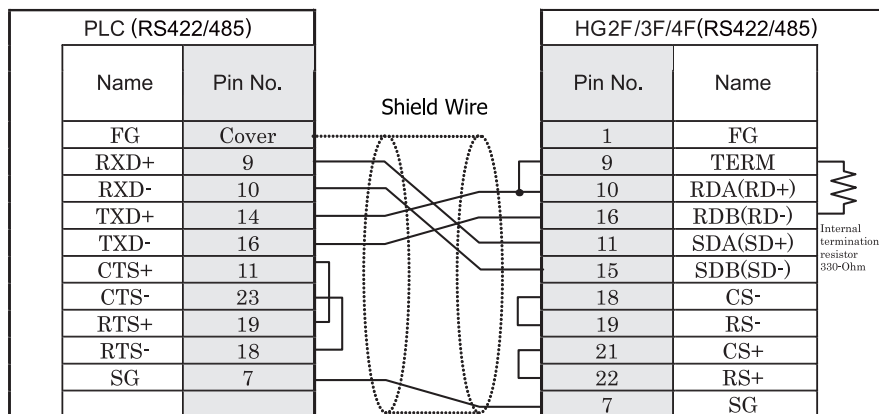 PLC (RS422/485) HG2F/3F/4F(RS422/485)
Name Pin No. Pin No. Name
Shield Wire
FG Cover 1 FG
RXD+ 9 9 TERM
RXD- 10 10 RDA(RD+)
TXD+ 14 16 RDB(RD-)
TXD- 16 11 SDA(SD+)
CTS+ 11 15 SDB(SD-)
CTS- 23 18 CS-
RTS+ 19 19 RS-
RTS- 18 21 CS+
SG 7 22 RS+
7 SG
Internal
termination
resistor
330-Ohm